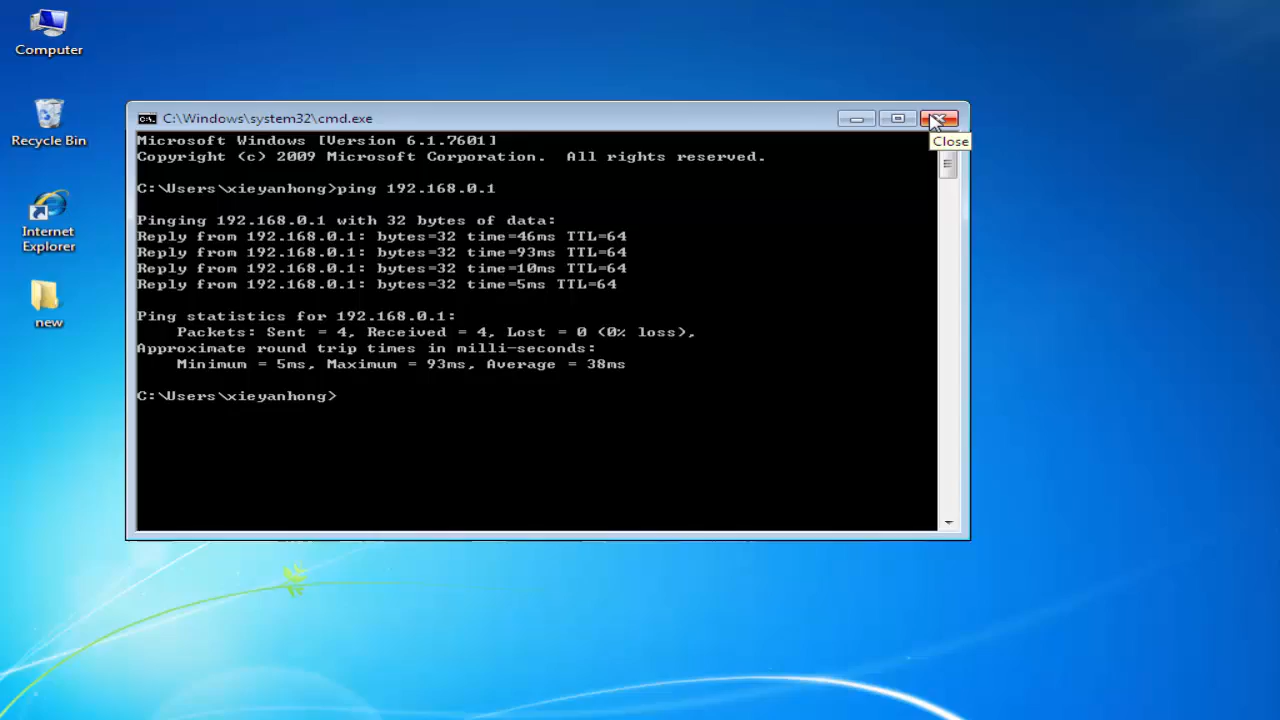 Computer
Recycle Bin
Internet
Explorer
new
C:\Windows\system32\cmd.exe
Close
Microsoft Windows [Version 6.1.7601]
Copyright (c) 2009 Microsoft Corporation.  All rights reserved.
C:\Users\xieyanhong>ping 192.168.0.1
Pinging 192.168.0.1 with 32 bytes of data:
Reply from 192.168.0.1: bytes=32 time=46ms TTL=64
Reply from 192.168.0.1: bytes=32 time=93ms TTL=64
Reply from 192.168.0.1: bytes=32 time=10ms TTL=64
Reply from 192.168.0.1: bytes=32 time=5ms TTL=64
Ping statistics for 192.168.0.1:
    Packets: Sent = 4, Received = 4, Lost = 0 (0% loss),
Approximate round trip times in milli-seconds:
    Minimum = 5ms, Maximum = 93ms, Average = 38ms
C:\Users\xieyanhong>